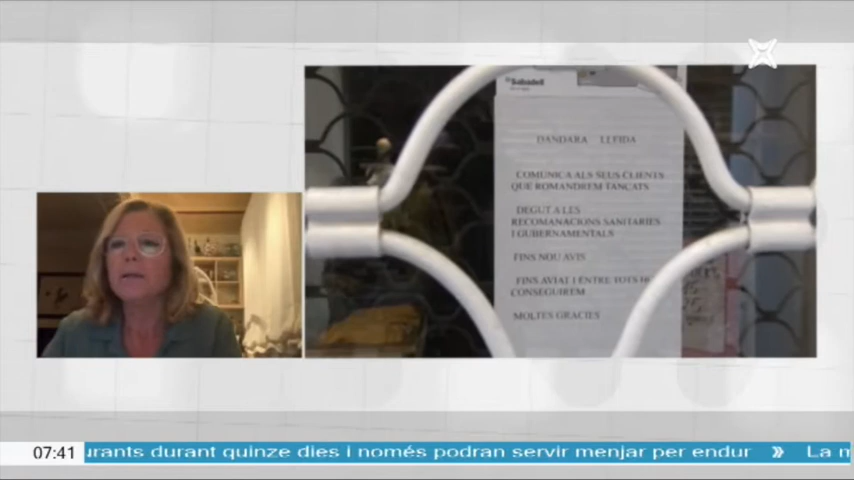 Sabadell
DANDARA LLEIDA
COMUNICA ALS SEUS CLIENTS
QUE ROMANDREM TANCATS
DEGUT A LES
RECOMANACIONS SANITARIES
I GUBERNAMENTALS
FINS NOU AVIS
FINS AVIAT I ENTRE TOTS HO
CONSEGUIREM
MOLTES GRACIES
07:41 urants durant quinze dies i només podran servir menjar per endur » La m